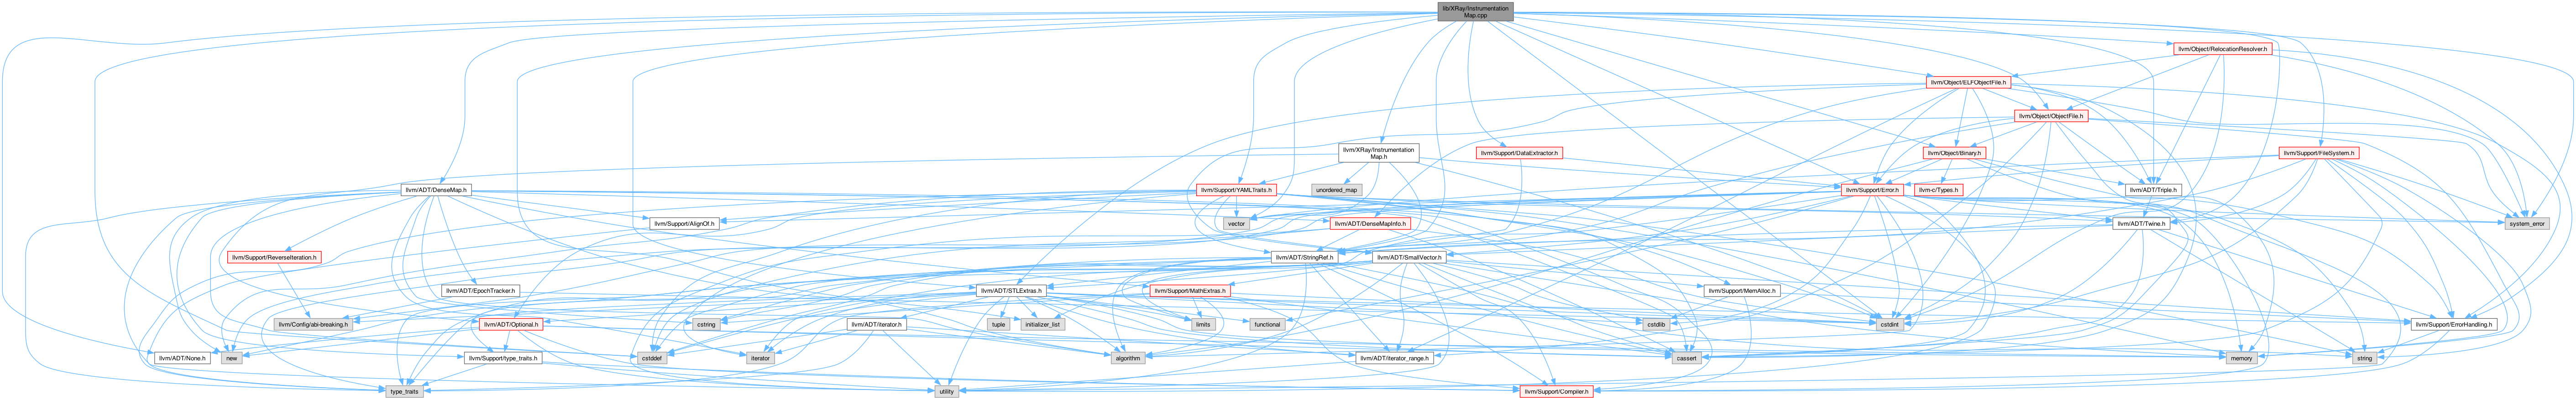 lib/XRay/Instrumentation
Map.cpp
llvm/Object/RelocationResolver.h
llvm/Object/ELFObjectFile.h
llvm/Object/ObjectFile.h
llvm/XRay/Instrumentation
Map.h
llvm/Support/DataExtractor.h
llvm/Object/Binary.h
llvm/Support/FileSystem.h
llvm/ADT/DenseMap.h
llvm/Support/YAMLTraits.h
unordered_map
llvm/Support/Error.h
llvm-c/Types.h
llvm/ADT/Triple.h
llvm/Support/AlignOf.h
vector
llvm/ADT/DenseMapInfo.h
llvm/ADT/Twine.h
system_error
llvm/Support/ReverseIteration.h
llvm/ADT/StringRef.h
llvm/ADT/SmallVector.h
llvm/ADT/EpochTracker.h
llvm/ADT/STLExtras.h
llvm/Support/MathExtras.h
llvm/Support/MemAlloc.h
llvm/Config/abi-breaking.h
llvm/ADT/Optional.h
cstring
llvm/ADT/iterator.h
tuple
initializer_list
limits
functional
cstdlib
cstdint
llvm/Support/ErrorHandling.h
llvm/ADT/None.h
new
llvm/Support/type_traits.h
cstddef
iterator
algorithm
llvm/ADT/iterator_range.h
cassert
memory
string
type_traits
utility
llvm/Support/Compiler.h